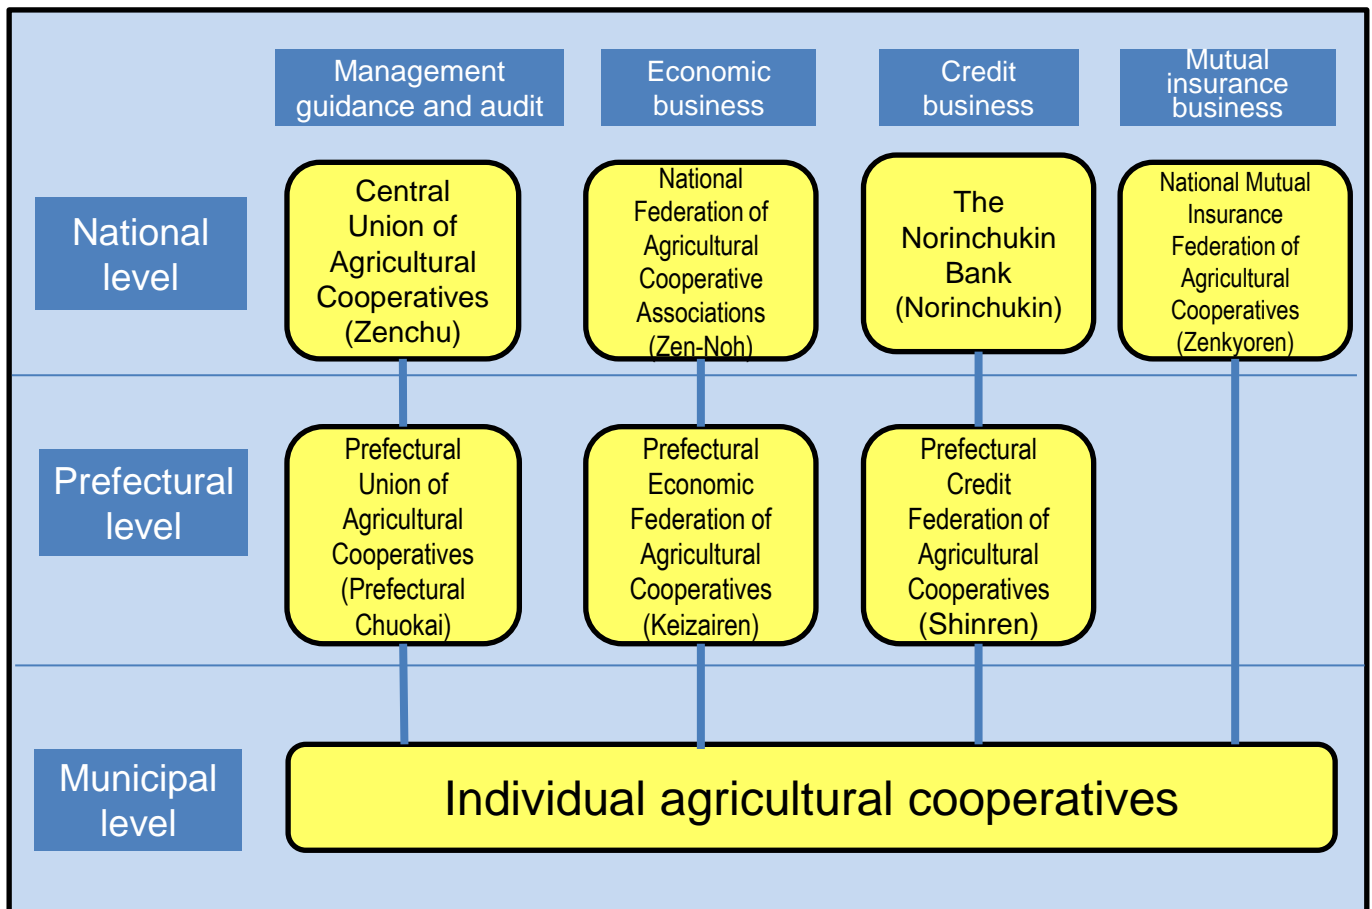 Management
guidance and audit
Economic
business
Credit
business
Mutual
insurance
business
National
level
Central
Union of
Agricultural
Cooperatives
(Zenchu)
National
Federation of
Agricultural
Cooperative
Associations
(Zen-Noh)
The
Norinchukin
Bank
(Norinchukin)
National Mutual
Insurance
Federation of
Agricultural
Cooperatives
(Zenkyoren)
Prefectural
level
Prefectural
Union of
Agricultural
Cooperatives
(Prefectural
Chuokai)
Prefectural
Economic
Federation of
Agricultural
Cooperatives
(Keizairen)
Prefectural
Credit
Federation of
Agricultural
Cooperatives
(Shinren)
Municipal
level
Individual agricultural cooperatives